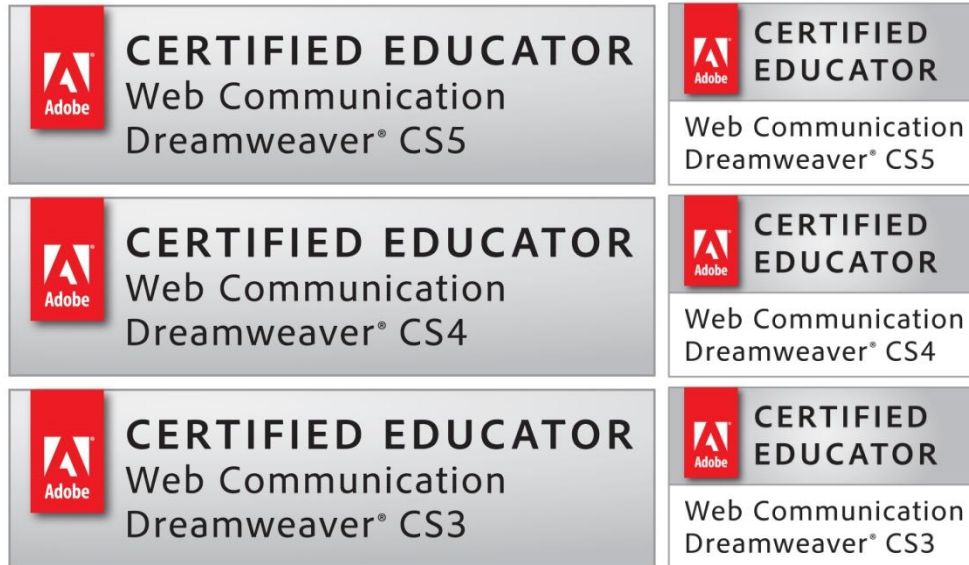 CERTIFIED EDUCATOR
Web Communication
Dreamweaver® CS5
Adobe
CERTIFIED
EDUCATOR
Adobe
Web Communication
Dreamweaver® CS5
CERTIFIED EDUCATOR
Web Communication
Dreamweaver® CS4
Adobe
CERTIFIED
EDUCATOR
Adobe
Web Communication
Dreamweaver® CS4
CERTIFIED EDUCATOR
Web Communication
Dreamweaver® CS3
Adobe
CERTIFIED
EDUCATOR
Adobe
Web Communication
Dreamweaver® CS3